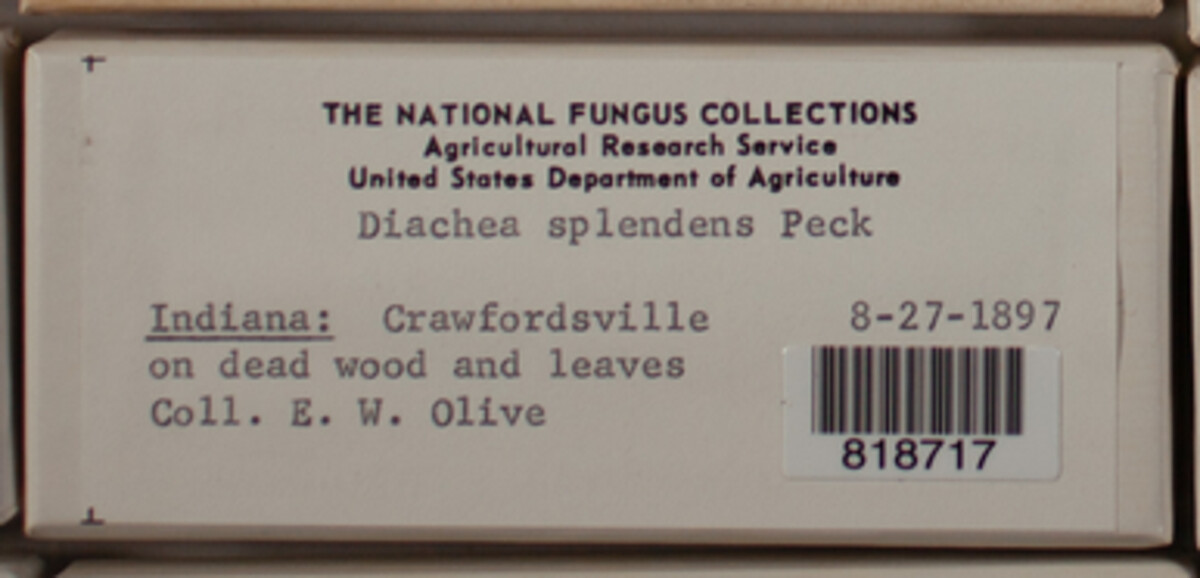 THE NATIONAL FUNGUS COLLECTIONS
Agricultural Research Service
United States Department of Agriculture
Diachea splendens Peck
Indiana: Crawfordsville 8-27-1897
on dead wood and leaves
Coll. E. W. Olive
818717